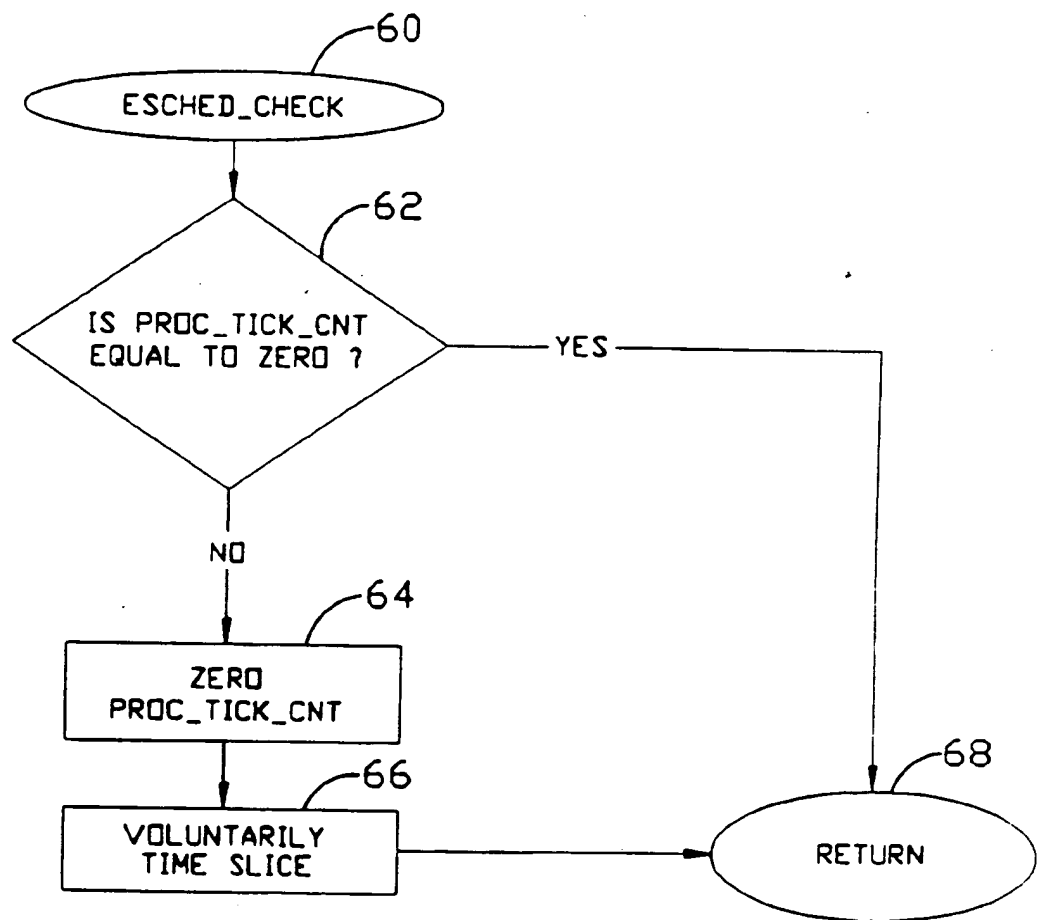 60
ESCHED_CHECK
62
IS PROC_TICK_CNT
EQUAL TO ZERO ?
YES
NO
64
ZERO
PROC_TICK_CNT
66
VOLUNTARILY
TIME SLICE
68
RETURN